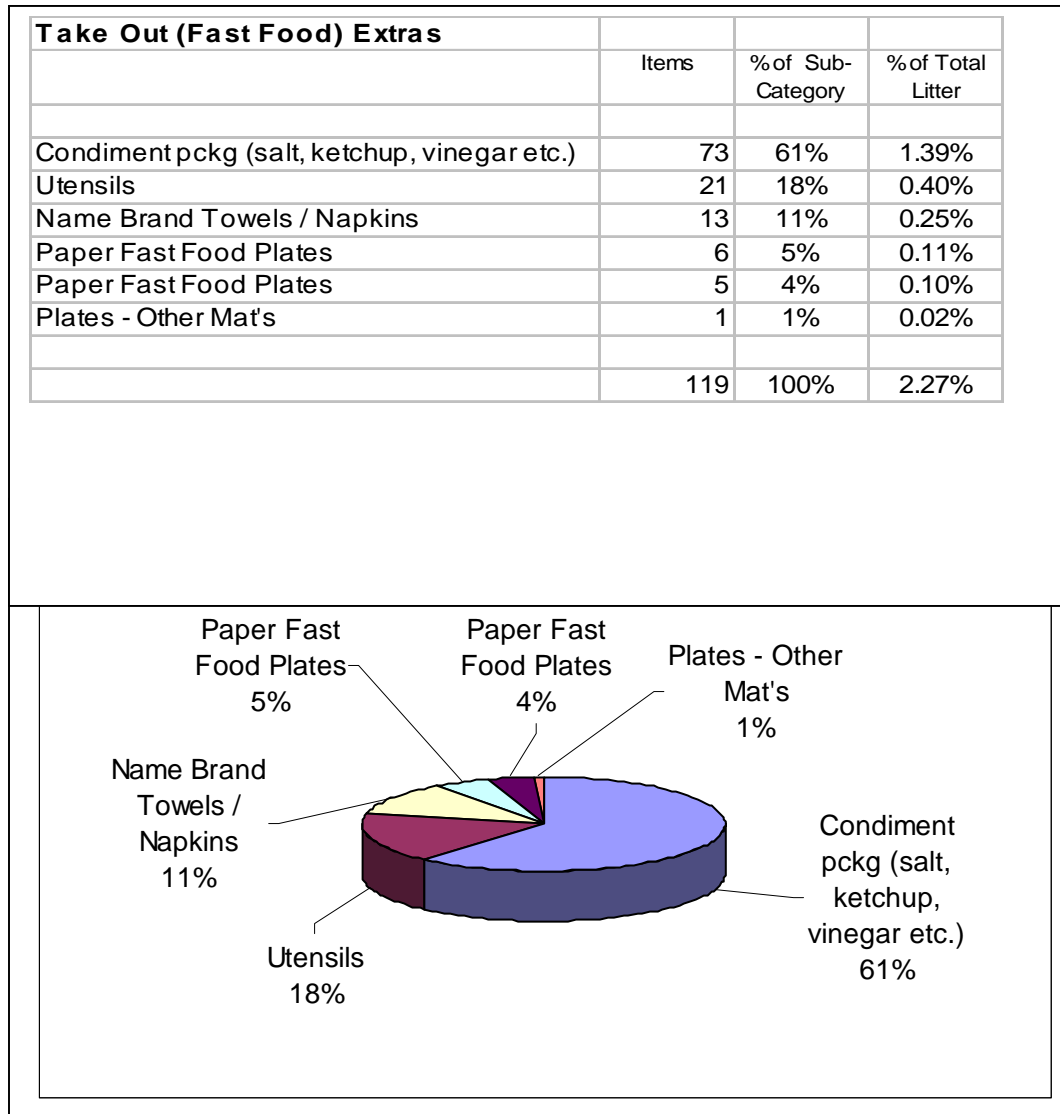 Take Out (Fast Food) Extras
Items % of Sub-Category % of Total Litter
Condiment pckg (salt, ketchup, vinegar etc.) 73 61% 1.39%
Utensils 21 18% 0.40%
Name Brand Towels / Napkins 13 11% 0.25%
Paper Fast Food Plates 6 5% 0.11%
Paper Fast Food Plates 5 4% 0.10%
Plates - Other Mat's 1 1% 0.02%
119 100% 2.27%
Paper Fast
Food Plates
5%
Paper Fast
Food Plates
4%
Plates - Other
Mat's
1%
Name Brand
Towels /
Napkins
11%
Condiment
pckg (salt,
ketchup,
vinegar etc.)
61%
Utensils
18%